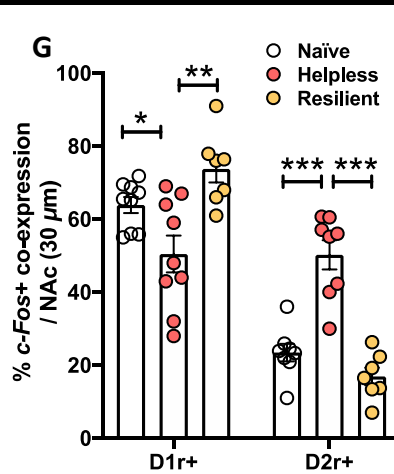 G
Naïve
Helpless
Resilient
% c-Fos+ co-expression
/ NAc (30 µm)
100
80
60
40
20
0
*
**
***
***
D1r+
D2r+